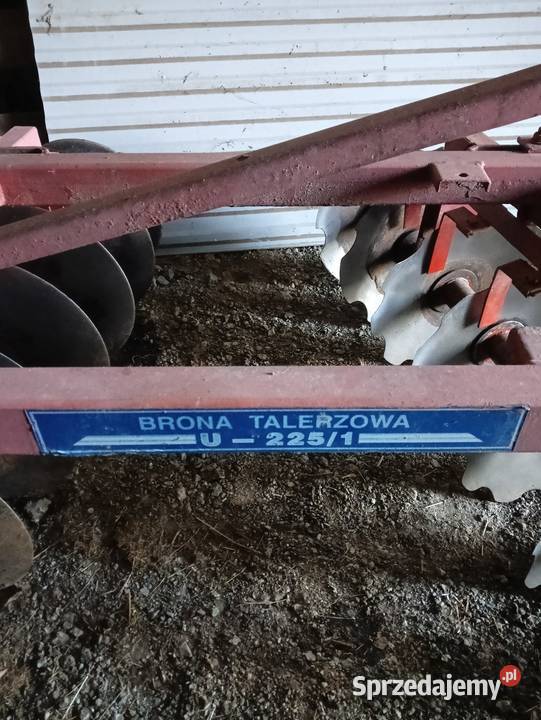 BRONA TALERZOWA
U - 225/1
Sprzedajemy.pl